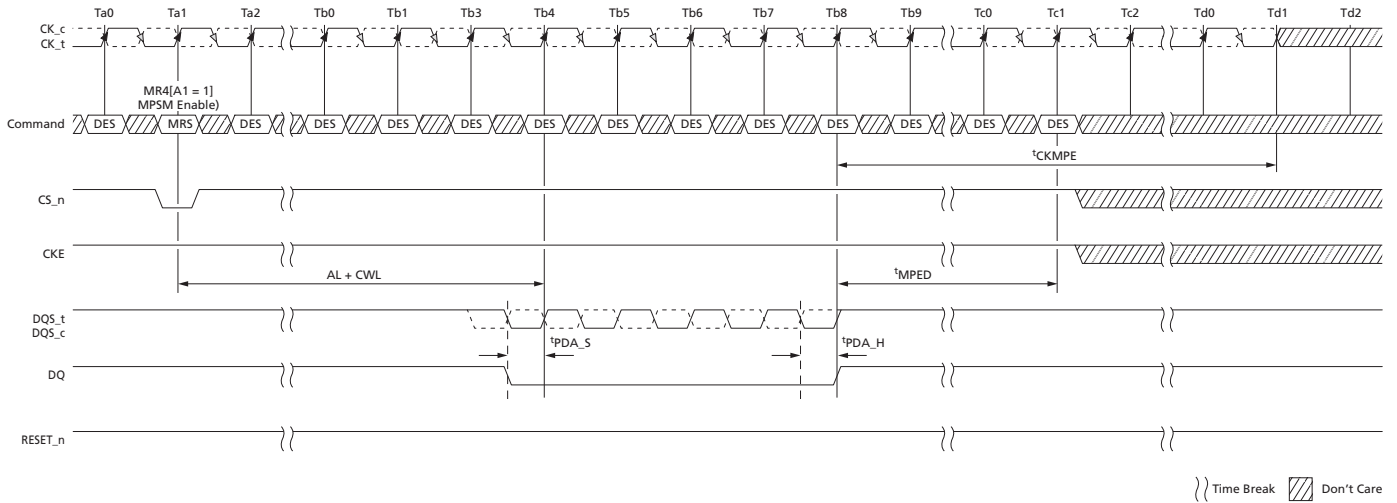 Ta0 Ta1 Ta2 Tb0 Tb1 Tb3 Tb4 Tb5 Tb6 Tb7 Tb8 Tb9 Tc0 Tc1 Tc2 Td0 Td1 Td2
CK_c
CK_t
MR4[A1 = 1]
MPSM Enable)
Command DES MRS DES DES DES DES DES DES DES DES DES DES DES DES
tCKMPE
CS_n
CKE
AL + CWL tMPED
DQS_t
DQS_c
tPDA_S tPDA_H
DQ
RESET_n
Time Break Don't Care